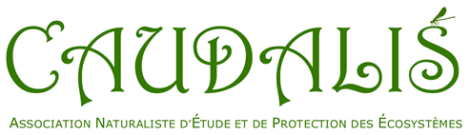 CAUDALIS
Association Naturaliste d'Étude et de Protection des Écosystèmes